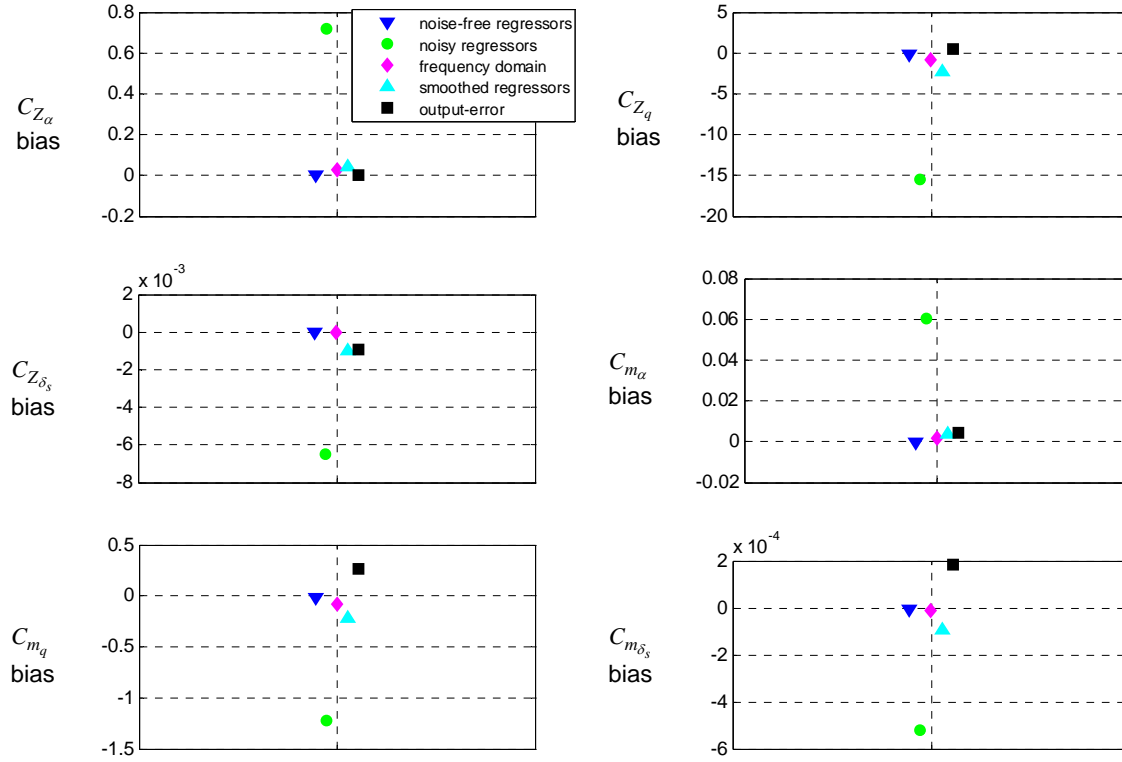 0.8
0.6
0.4
0.2
0
-0.2
C_{Z_α}
bias
noise-free regressors
noisy regressors
frequency domain
smoothed regressors
output-error
5
0
-5
-10
-15
-20
C_{Z_q}
bias
x 10^{-3}
2
0
-2
-4
-6
-8
C_{Z_{δ_s}}
bias
0.08
0.06
0.04
0.02
0
-0.02
C_{m_α}
bias
0.5
0
-0.5
-1
-1.5
C_{m_q}
bias
x 10^{-4}
2
0
-2
-4
-6
C_{m_{δ_s}}
bias